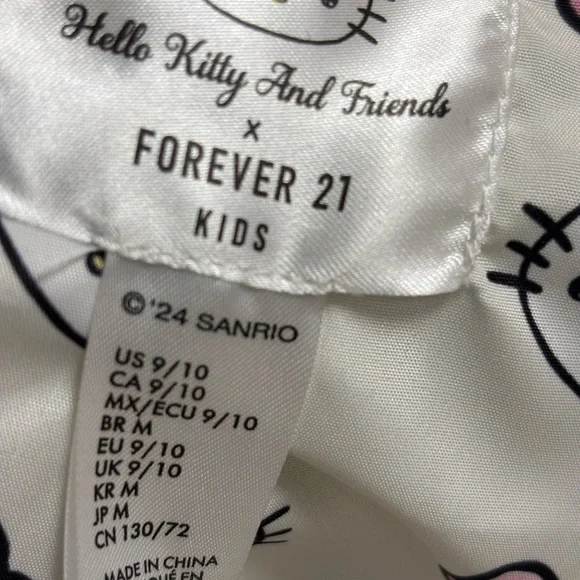 Hello Kitty And Friends
x
FOREVER 21
KIDS
© '24 SANRIO
US 9/10
CA 9/10
MX/ECU 9/10
BR M
EU 9/10
UK 9/10
KR M
JP M
CN 130/72
MADE IN CHINA